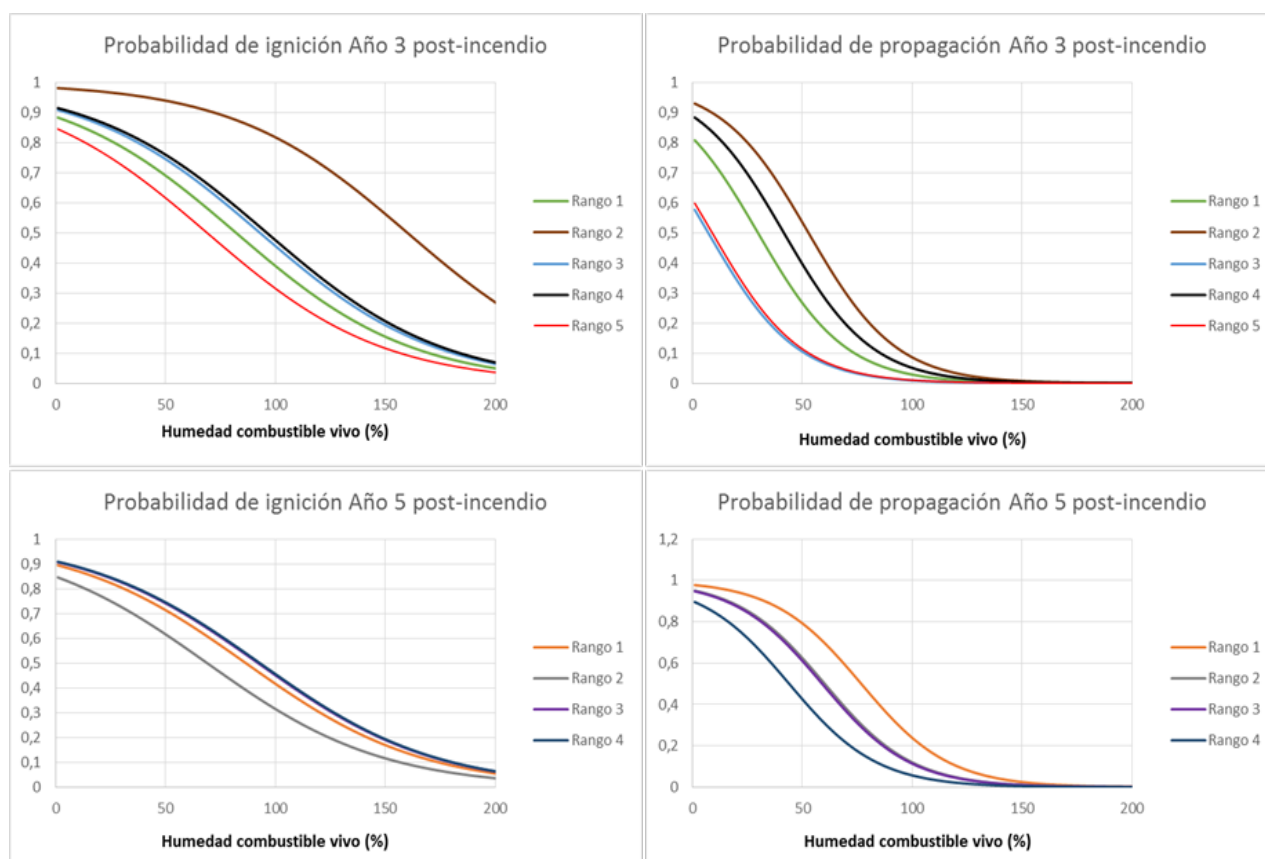 Probabilidad de ignición Año 3 post-incendio
1
0,9
0,8
0,7
0,6
0,5
0,4
0,3
0,2
0,1
0
0 50 100 150 200
Humedad combustible vivo (%)
Rango 1
Rango 2
Rango 3
Rango 4
Rango 5
Probabilidad de propagación Año 3 post-incendio
1
0,9
0,8
0,7
0,6
0,5
0,4
0,3
0,2
0,1
0
0 50 100 150 200
Humedad combustible vivo (%)
Rango 1
Rango 2
Rango 3
Rango 4
Rango 5
Probabilidad de ignición Año 5 post-incendio
1
0,9
0,8
0,7
0,6
0,5
0,4
0,3
0,2
0,1
0
0 50 100 150 200
Humedad combustible vivo (%)
Rango 1
Rango 2
Rango 3
Rango 4
Probabilidad de propagación Año 5 post-incendio
1,2
1
0,8
0,6
0,4
0,2
0
0 50 100 150 200
Humedad combustible vivo (%)
Rango 1
Rango 2
Rango 3
Rango 4